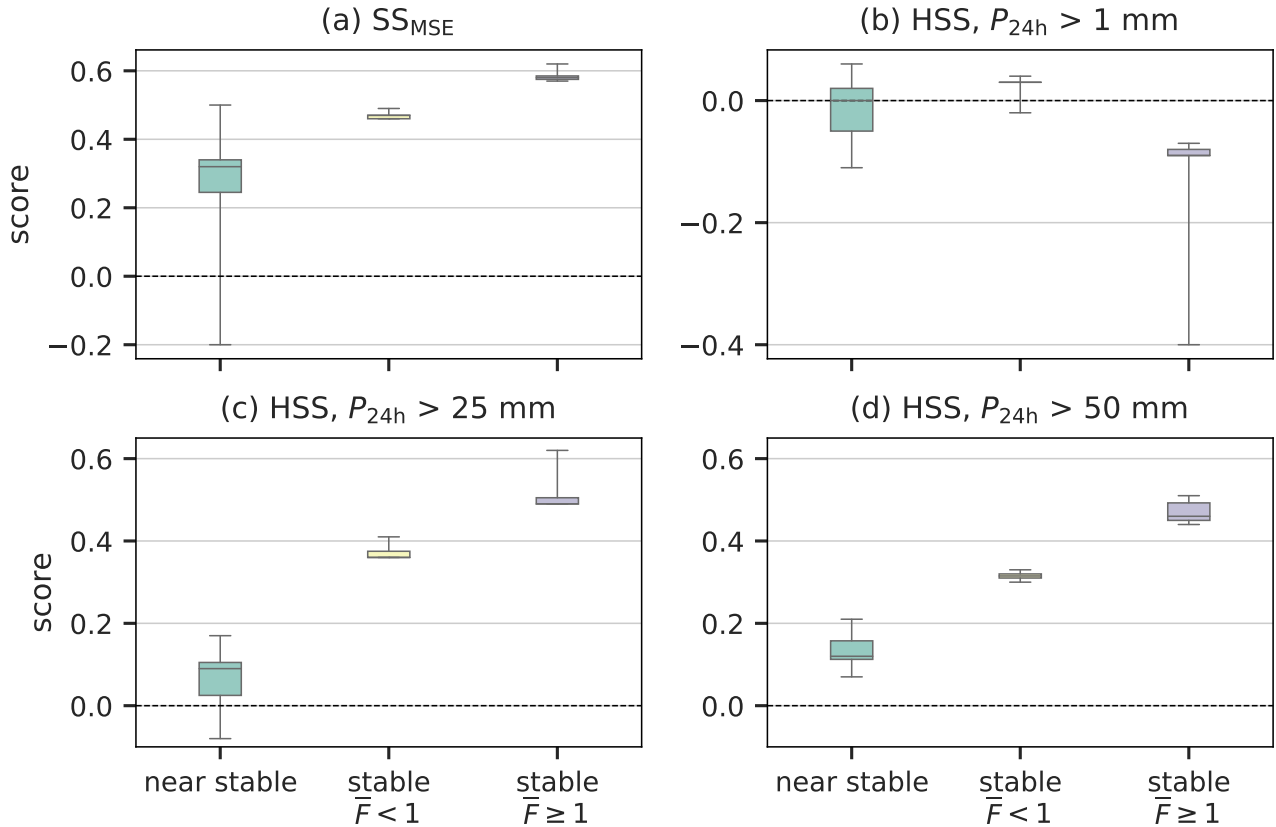 (a) SS_MSE
(b) HSS, P_24h > 1 mm
score
0.6
0.4
0.2
0.0
−0.2
0.0
−0.2
−0.4
(c) HSS, P_24h > 25 mm
(d) HSS, P_24h > 50 mm
score
0.6
0.4
0.2
0.0
0.6
0.4
0.2
0.0
near stable
stable
F̅ < 1
stable
F̅ ≥ 1
near stable
stable
F̅ < 1
stable
F̅ ≥ 1